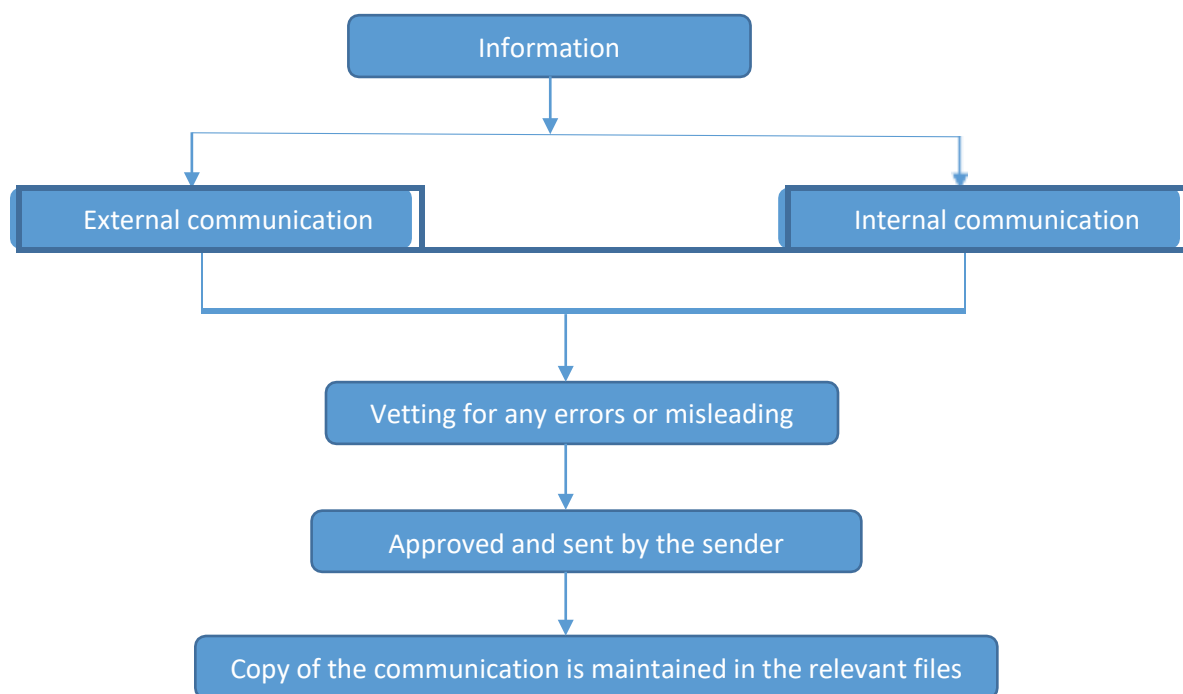 Information
External communication
Internal communication
Vetting for any errors or misleading
Approved and sent by the sender
Copy of the communication is maintained in the relevant files